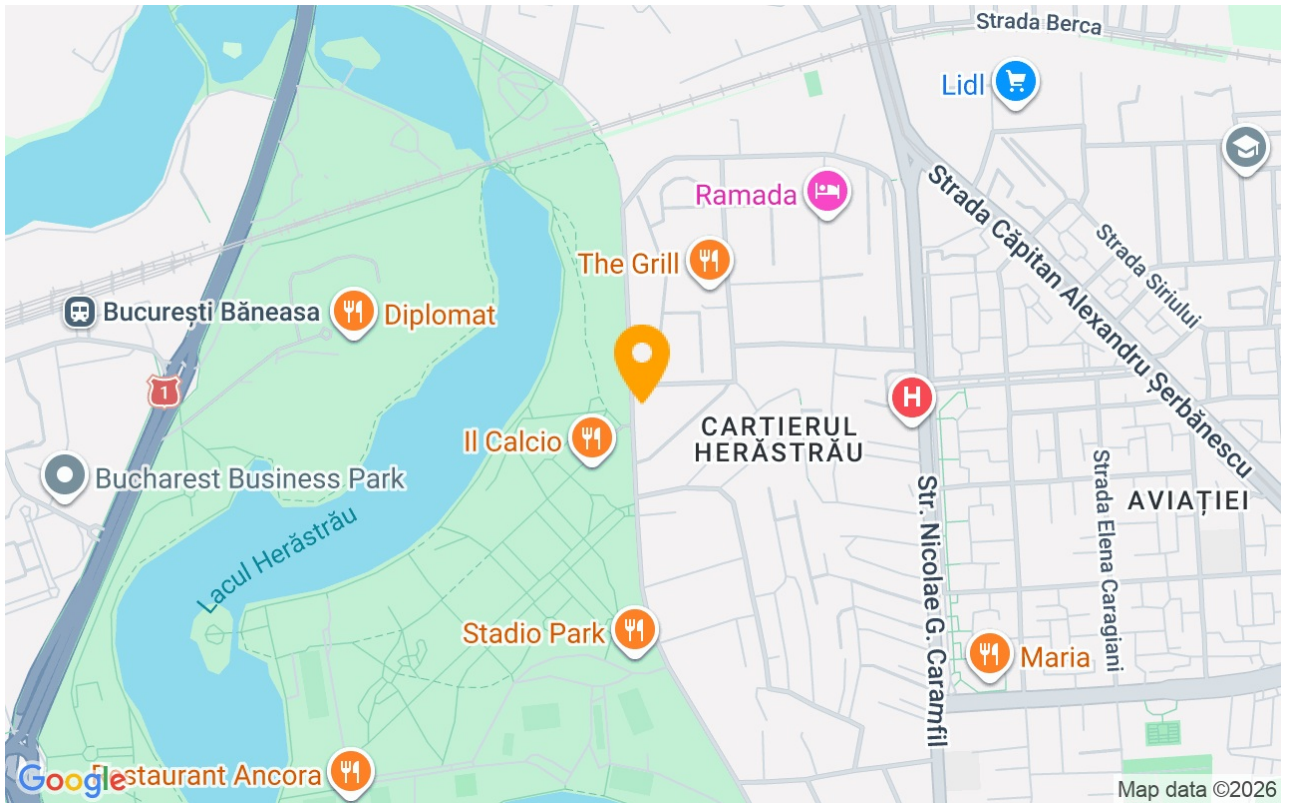 Strada Berca
Lidl
Strada Căpitan Alexandru Șerbănescu
Ramada
Strada Siriului
The Grill
București Băneasa
Diplomat
1
H
CARTIERUL
HERĂSTRĂU
Il Calcio
Bucharest Business Park
Strada Elena Caragiani
AVIAȚIEI
Str. Nicolae G. Caramfil
Lacul Herăstrău
Stadio Park
Maria
Google
estaurant Ancora
Map data ©2026